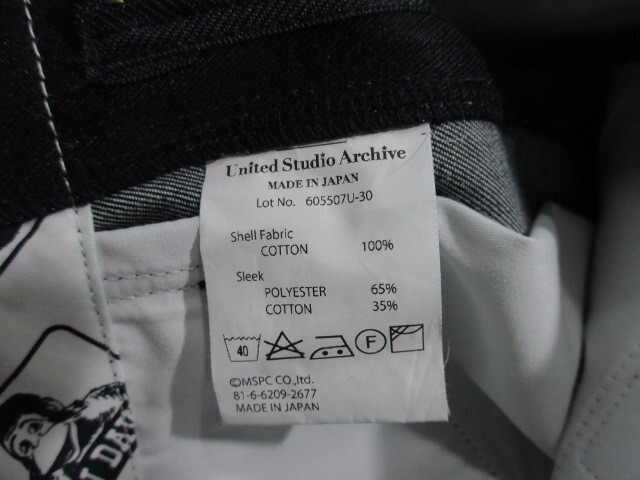 United Studio Archive
MADE IN JAPAN
Lot No. 605507U-30
Shell Fabric
COTTON 100%
Sleek
POLYESTER 65%
COTTON 35%
40 F
©MSPC CO.,ltd.
81-6-6209-2677
MADE IN JAPAN